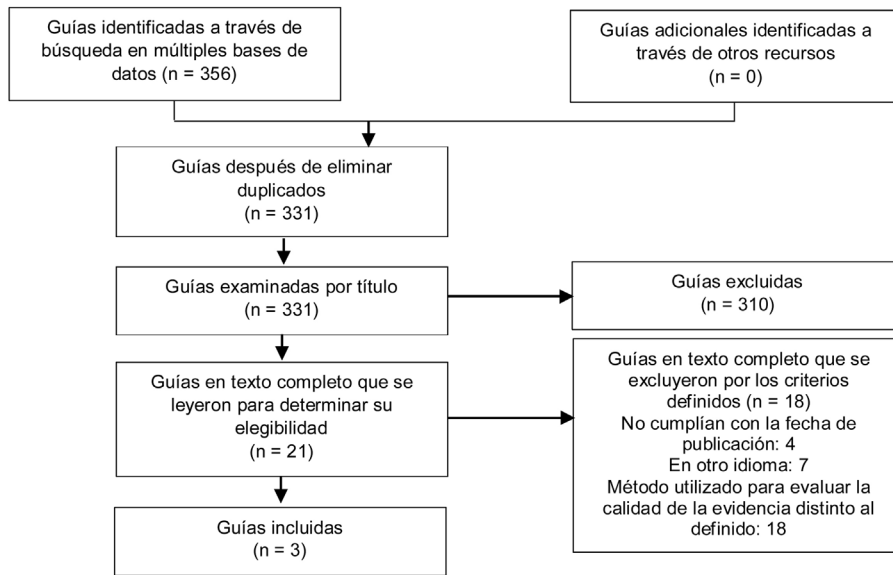 Guías identificadas a través de
búsqueda en múltiples bases de
datos (n = 356)
Guías adicionales identificadas a
través de otros recursos
(n = 0)
Guías después de eliminar
duplicados
(n = 331)
Guías examinadas por título
(n = 331)
Guías excluidas
(n = 310)
Guías en texto completo que se
leyeron para determinar su
elegibilidad
(n = 21)
Guías en texto completo que se
excluyeron por los criterios
definidos (n = 18)
No cumplían con la fecha de
publicación: 4
En otro idioma: 7
Método utilizado para evaluar la
calidad de la evidencia distinto al
definido: 18
Guías incluidas
(n = 3)